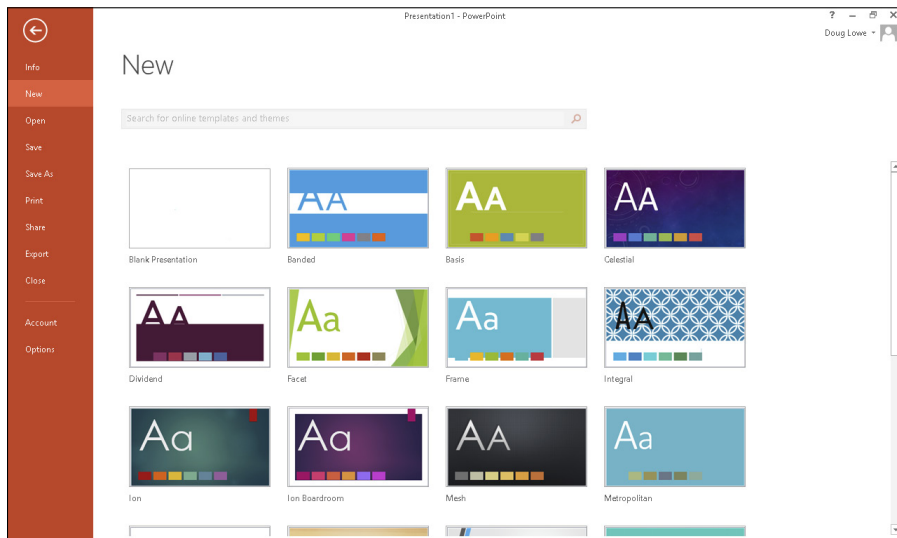 Presentation1 - PowerPoint
?
Doug Lowe
Info
New
Open
Save
Save As
Print
Share
Export
Close
Account
Options
New
Search for online templates and themes
Blank Presentation
AA
Banded
AA
Basis
AA
Celestial
AA
Dividend
Aa
Facet
Aa
Frame
AA
Integral
Aa
Ion
Aa
Ion Boardroom
AA
Mesh
Aa
Metropolitan